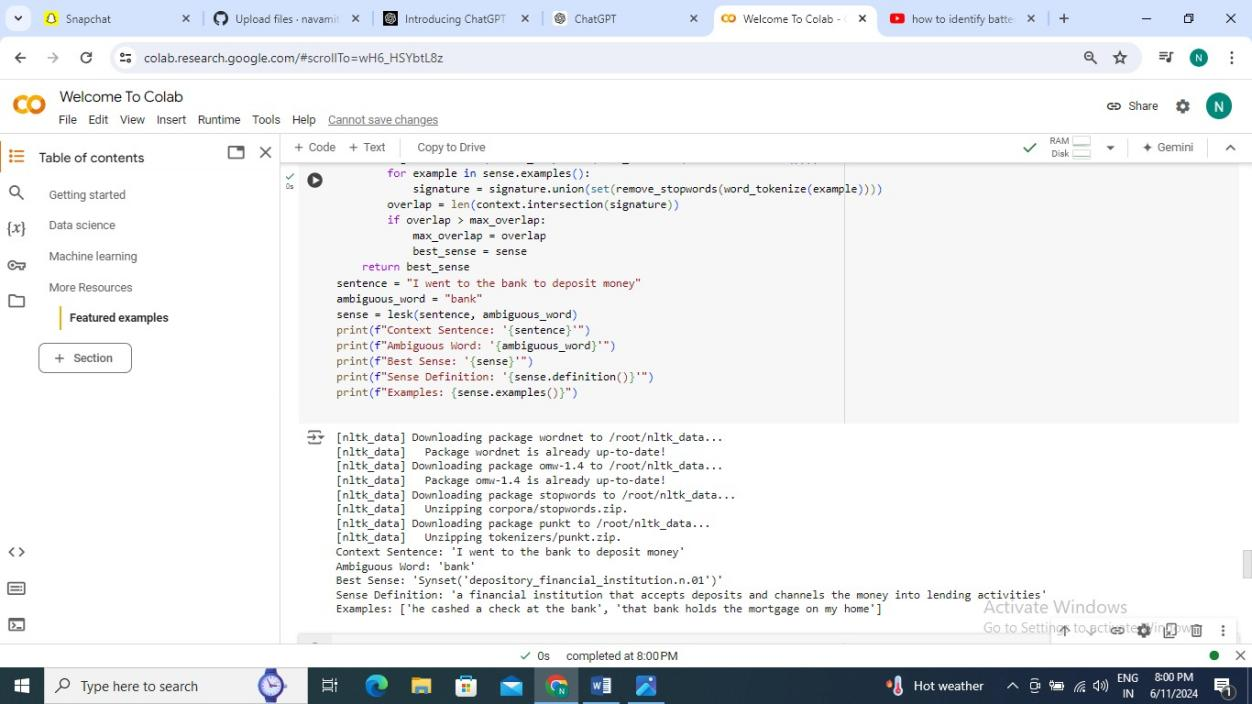 Snapchat
Upload files · navamit
Introducing ChatGPT
ChatGPT
Welcome To Colab -
how to identify batte
colab.research.google.com/#scrollTo=wH6_HSYbtL8z
N
CO
Welcome To Colab
File Edit View Insert Runtime Tools Help Cannot save changes
Share
N
Table of contents
+ Code + Text Copy to Drive
RAM
Disk
Gemini
Getting started
Data science
Machine learning
More Resources
Featured examples
+ Section
{x}
<>
0s
for example in sense.examples():
signature = signature.union(set(remove_stopwords(word_tokenize(example))))
overlap = len(context.intersection(signature))
if overlap > max_overlap:
max_overlap = overlap
best_sense = sense
return best_sense
sentence = "I went to the bank to deposit money"
ambiguous_word = "bank"
sense = lesk(sentence, ambiguous_word)
print(f"Context Sentence: '{sentence}'")
print(f"Ambiguous Word: '{ambiguous_word}'")
print(f"Best Sense: '{sense}'")
print(f"Sense Definition: '{sense.definition()}'")
print(f"Examples: {sense.examples()}")
[nltk_data] Downloading package wordnet to /root/nltk_data...
[nltk_data]   Package wordnet is already up-to-date!
[nltk_data] Downloading package omw-1.4 to /root/nltk_data...
[nltk_data]   Package omw-1.4 is already up-to-date!
[nltk_data] Downloading package stopwords to /root/nltk_data...
[nltk_data]   Unzipping corpora/stopwords.zip.
[nltk_data] Downloading package punkt to /root/nltk_data...
[nltk_data]   Unzipping tokenizers/punkt.zip.
Context Sentence: 'I went to the bank to deposit money'
Ambiguous Word: 'bank'
Best Sense: 'Synset('depository_financial_institution.n.01')'
Sense Definition: 'a financial institution that accepts deposits and channels the money into lending activities'
Examples: ['he cashed a check at the bank', 'that bank holds the mortgage on my home']
Activate Windows
Go to Settings to activate Windows.
0s completed at 8:00 PM
Type here to search
Hot weather
ENG
IN
8:00 PM
6/11/2024
1